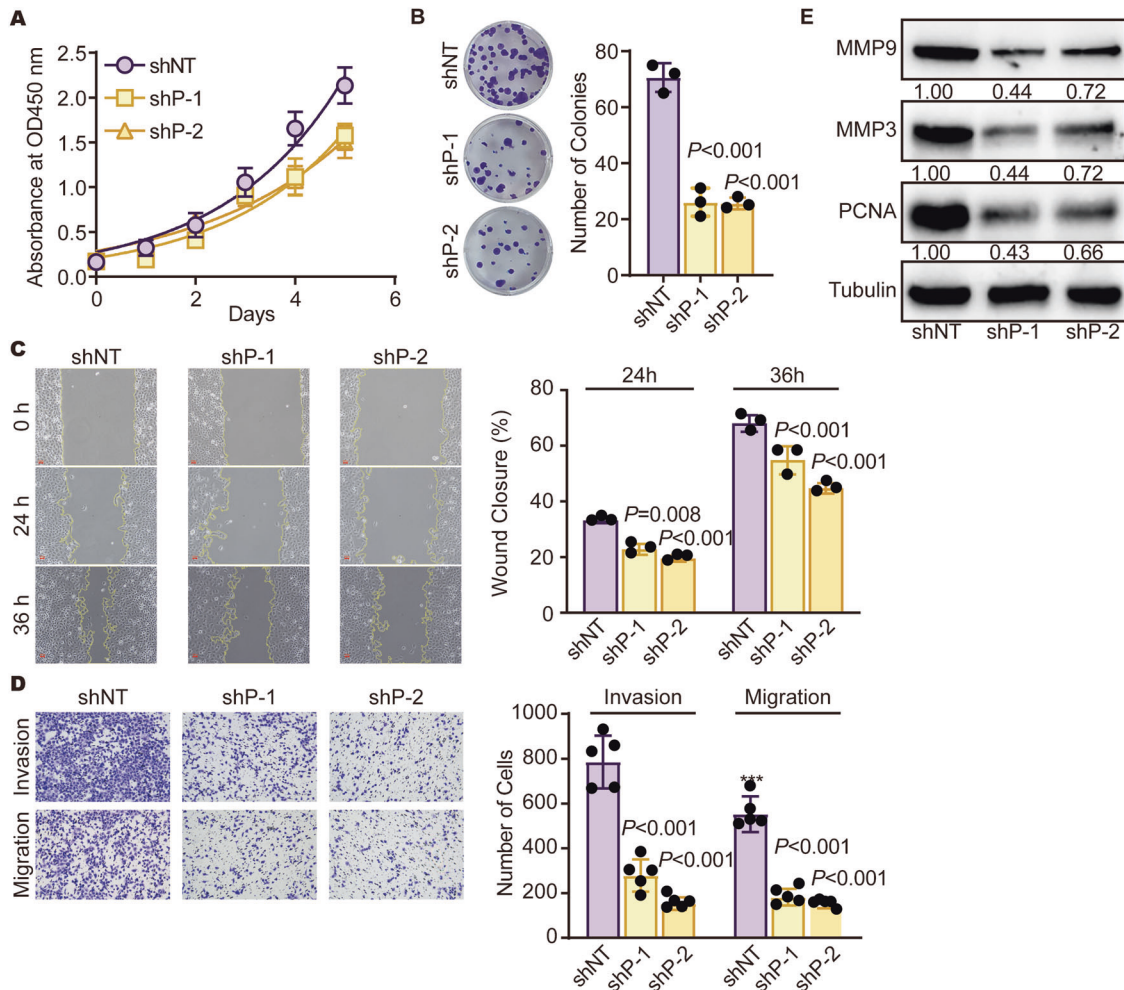 A
Absorbance at OD450 nm
2.5
2.0
1.5
1.0
0.5
0.0
0 2 4 6
Days
shNT
shP-1
shP-2
B
shNT
shP-1
shP-2
Number of Colonies
80
60
40
20
0
P<0.001
P<0.001
shNT shP-1 shP-2
E
MMP9
1.00 0.44 0.72
MMP3
1.00 0.44 0.72
PCNA
1.00 0.43 0.66
Tubulin
shNT shP-1 shP-2
C
shNT shP-1 shP-2
0 h
24 h
36 h
Wound Closure (%)
80
60
40
20
0
24h 36h
P=0.008
P<0.001
P<0.001
P<0.001
shNT shP-1 shP-2 shNT shP-1 shP-2
D
shNT shP-1 shP-2
Invasion
Migration
Number of Cells
1000
800
600
400
200
0
Invasion Migration
P<0.001
P<0.001
***
P<0.001
P<0.001
shNT shP-1 shP-2 shNT shP-1 shP-2